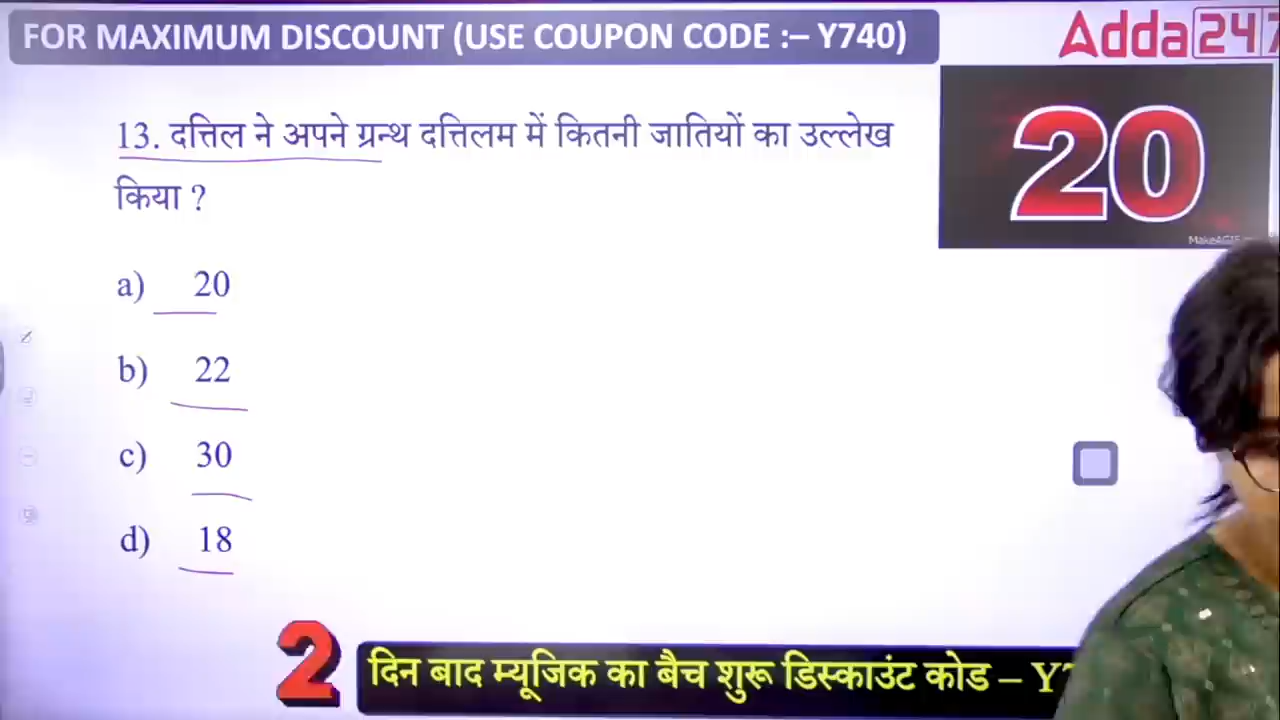 FOR MAXIMUM DISCOUNT (USE COUPON CODE :– Y740)
Adda247
20
13. दत्तिल ने अपने ग्रन्थ दत्तिलम में कितनी जातियों का उल्लेख
किया ?
a) 20
b) 22
c) 30
d) 18
2 दिन बाद म्यूजिक का बैच शुरू डिस्काउंट कोड – Y